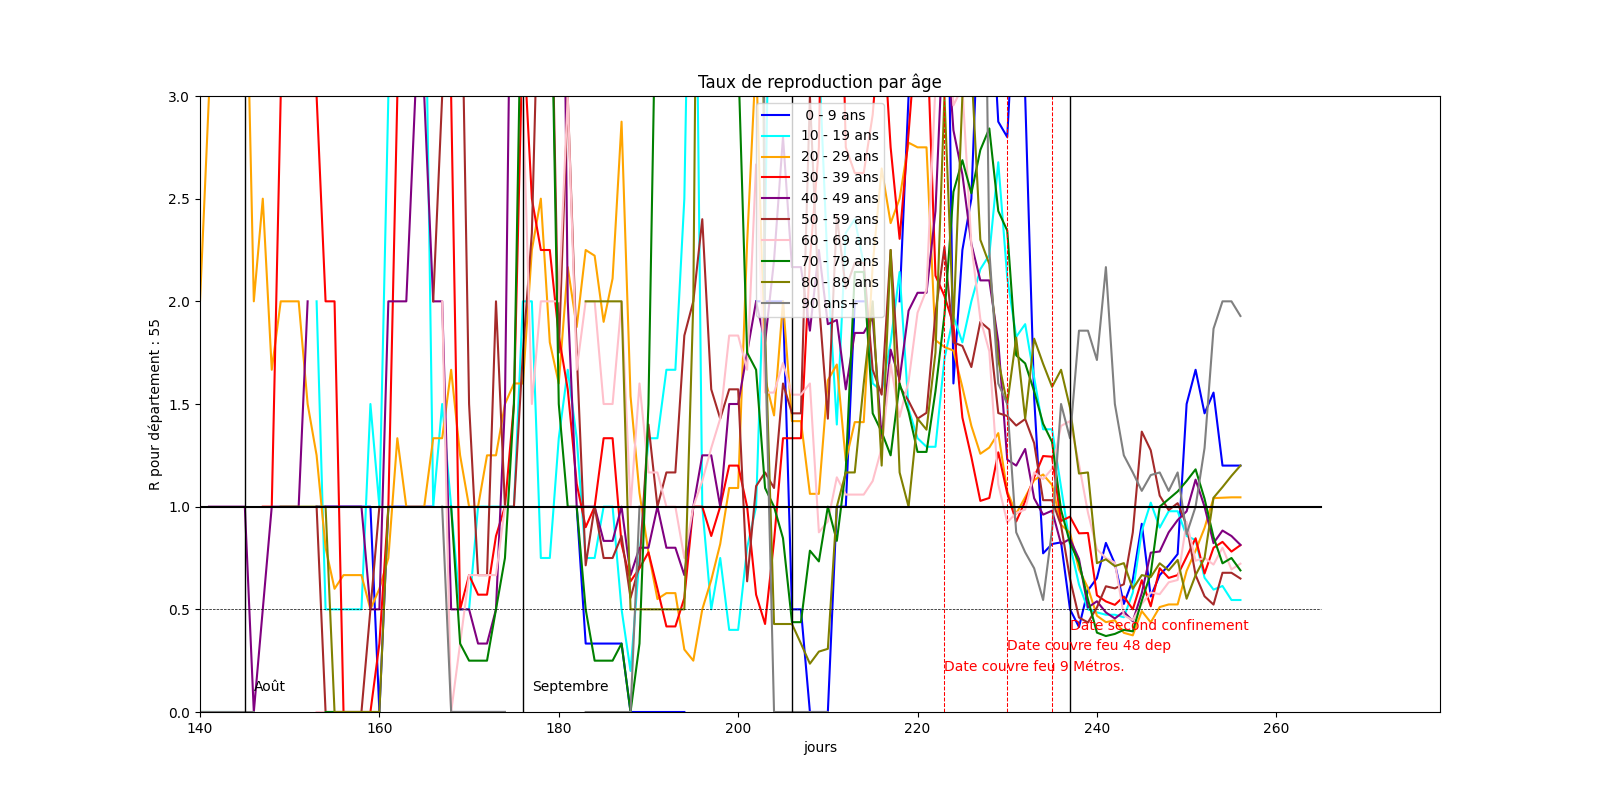 Taux de reproduction par âge
R pour département : 55
3.0
2.5
2.0
1.5
1.0
0.5
0.0
0 - 9 ans
10 - 19 ans
20 - 29 ans
30 - 39 ans
40 - 49 ans
50 - 59 ans
60 - 69 ans
70 - 79 ans
80 - 89 ans
90 ans+
Date second confinement
Date couvre feu 48 dep
Date couvre feu 9 Métros.
Août
Septembre
140 160 180 200 220 240 260
jours